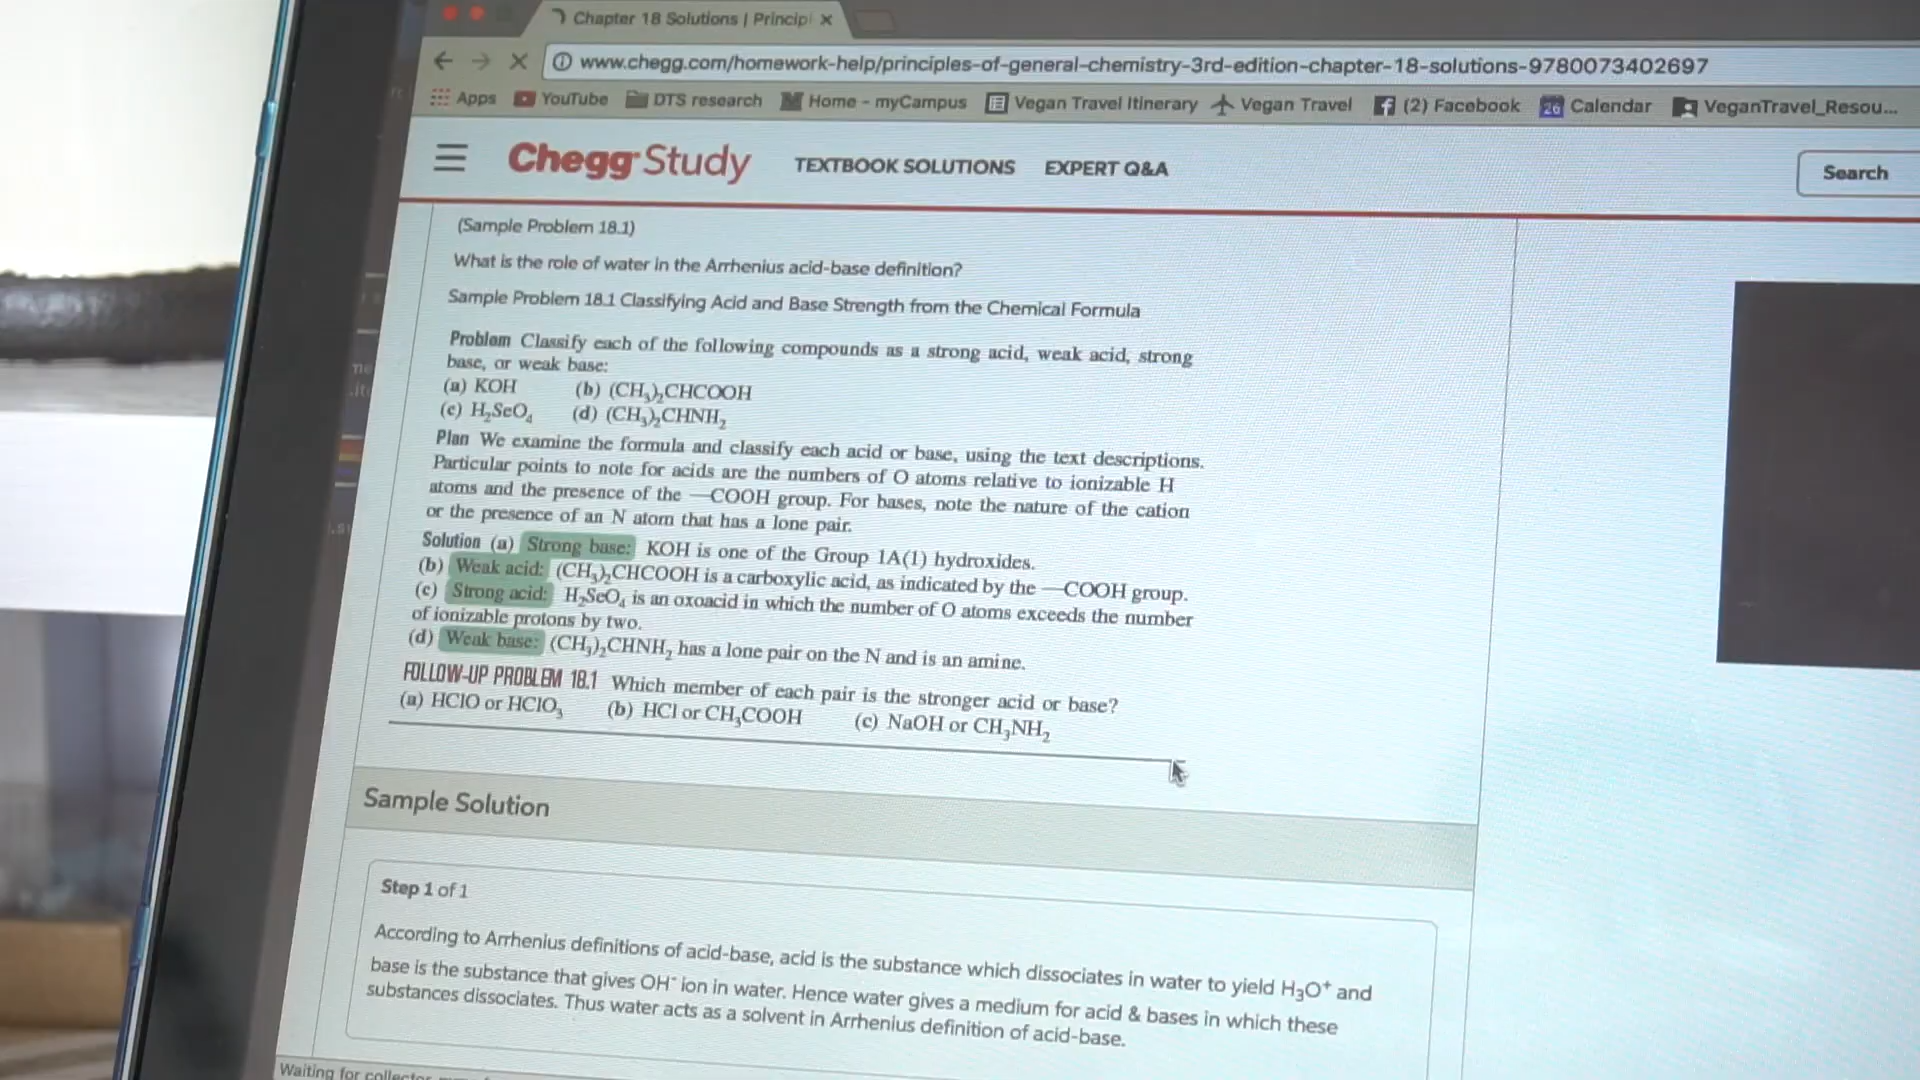 Chapter 18 Solutions | Princip
www.chegg.com/homework-help/principles-of-general-chemistry-3rd-edition-chapter-18-solutions-9780073402697
Apps YouTube DTS research Home - myCampus Vegan Travel Itinerary Vegan Travel (2) Facebook 26 Calendar VeganTravel_Resou...
Chegg Study TEXTBOOK SOLUTIONS EXPERT Q&A Search
(Sample Problem 18.1)
What is the role of water in the Arrhenius acid-base definition?
Sample Problem 18.1 Classifying Acid and Base Strength from the Chemical Formula
Problem Classify each of the following compounds as a strong acid, weak acid, strong
base, or weak base:
(a) KOH (b) (CH₃)₂CHCOOH
(c) H₂SeO₄ (d) (CH₃)₂CHNH₂
Plan We examine the formula and classify each acid or base, using the text descriptions.
Particular points to note for acids are the numbers of O atoms relative to ionizable H
atoms and the presence of the —COOH group. For bases, note the nature of the cation
or the presence of an N atom that has a lone pair.
Solution (a) Strong base: KOH is one of the Group 1A(1) hydroxides.
(b) Weak acid: (CH₃)₂CHCOOH is a carboxylic acid, as indicated by the —COOH group.
(c) Strong acid: H₂SeO₄ is an oxoacid in which the number of O atoms exceeds the number
of ionizable protons by two.
(d) Weak base: (CH₃)₂CHNH₂ has a lone pair on the N and is an amine.
FOLLOW-UP PROBLEM 18.1 Which member of each pair is the stronger acid or base?
(a) HClO or HClO₃ (b) HCl or CH₃COOH (c) NaOH or CH₃NH₂
Sample Solution
Step 1 of 1
According to Arrhenius definitions of acid-base, acid is the substance which dissociates in water to yield H₃O⁺ and
base is the substance that gives OH⁻ ion in water. Hence water gives a medium for acid & bases in which these
substances dissociates. Thus water acts as a solvent in Arrhenius definition of acid-base.
Waiting for collector